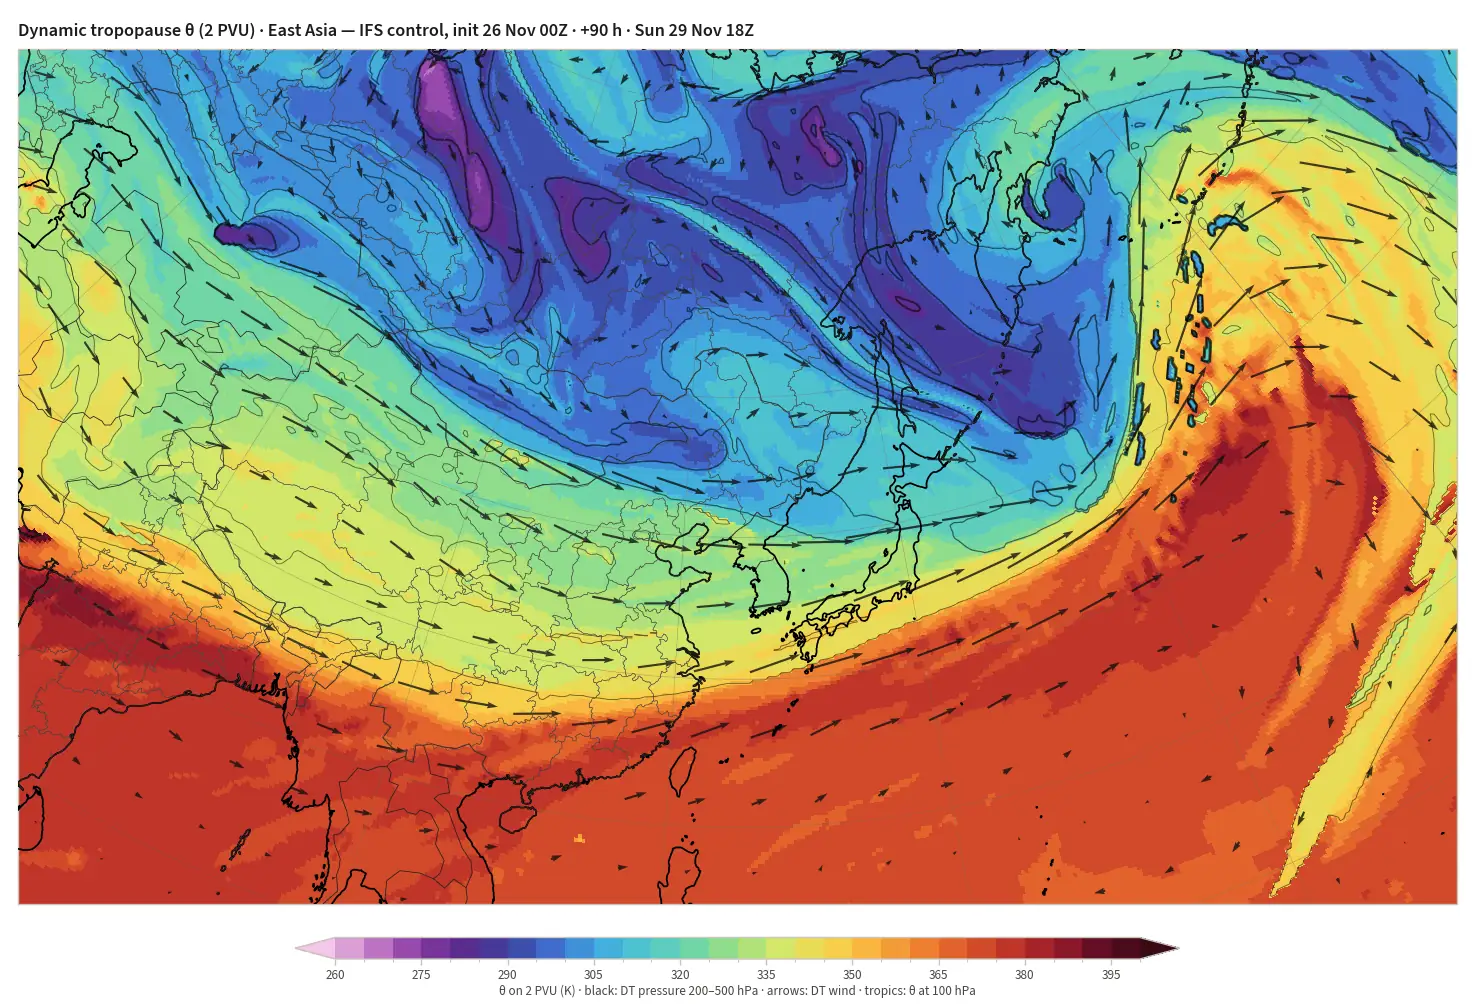 Dynamic tropopause θ (2 PVU) · East Asia — IFS control, init 26 Nov 00Z · +90 h · Sun 29 Nov 18Z
260 275 290 305 320 335 350 365 380 395
θ on 2 PVU (K) · black: DT pressure 200–500 hPa · arrows: DT wind · tropics: θ at 100 hPa